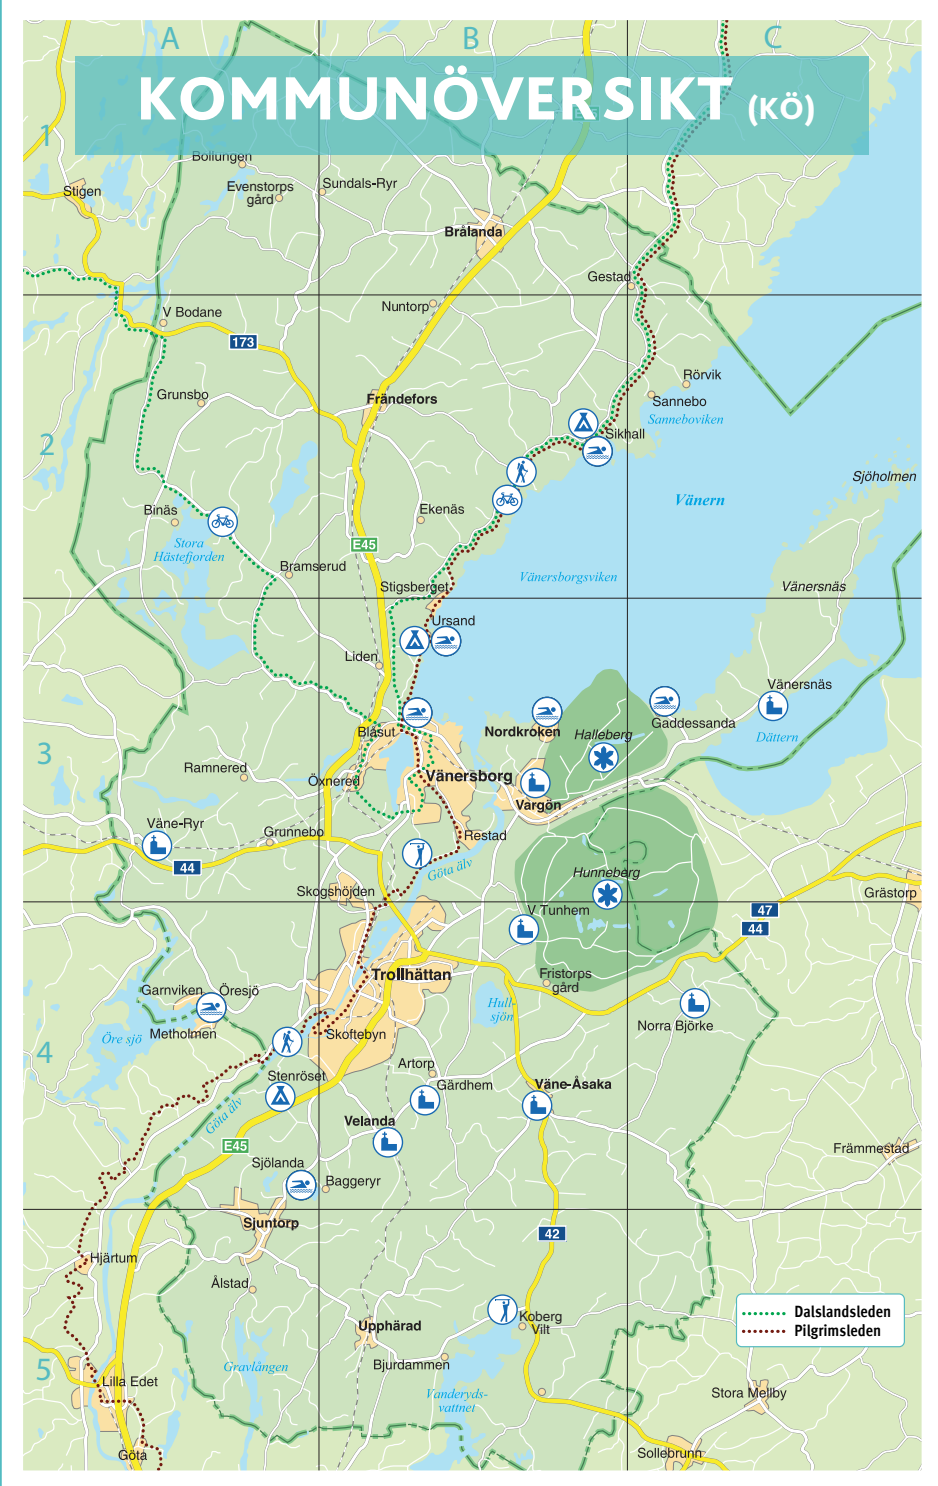 A
B
C
KOMMUNÖVERSIKT (KÖ)
1
Bollungen
Evenstorps
gård
Sundals-Ryr
Stigen
Brålanda
Gestad
Nuntorp
V Bodane
173
Rörvik
Grunsbo
Frändefors
Sannebo
Sanneboviken
Sikhall
2
Sjöholmen
Vänern
Binäs
Ekenäs
Stora
Hästefjorden
E45
Bramserud
Vänersborgsviken
Stigsberget
Vänersnäs
Ursand
Liden
Vänersnäs
Gaddessanda
Blåsut
Nordkroken
Halleberg
Dättern
3
Ramnered
Öxnered
Vänersborg
Vargön
Väne-Ryr
Grunnebo
Restad
44
Göta älv
Hunneberg
Skogshöjden
Grästorp
47
44
V Tunhem
Trollhättan
Fristorps
gård
Garnviken
Öresjö
Hull-
sjön
Metholmen
Öre sjö
Skoftebyn
Norra Björke
4
Artorp
Stenröset
Gärdhem
Väne-Åsaka
Göta älv
Velanda
E45
Främmestad
Sjölanda
Baggeryr
Sjuntorp
42
Hjärtum
Ålstad
Koberg
Vilt
Dalslandsleden
Pilgrimsleden
Upphärad
Gravlången
Bjurdammen
5
Lilla Edet
Vanderyds-
vattnet
Stora Mellby
Göta
Sollebrunn